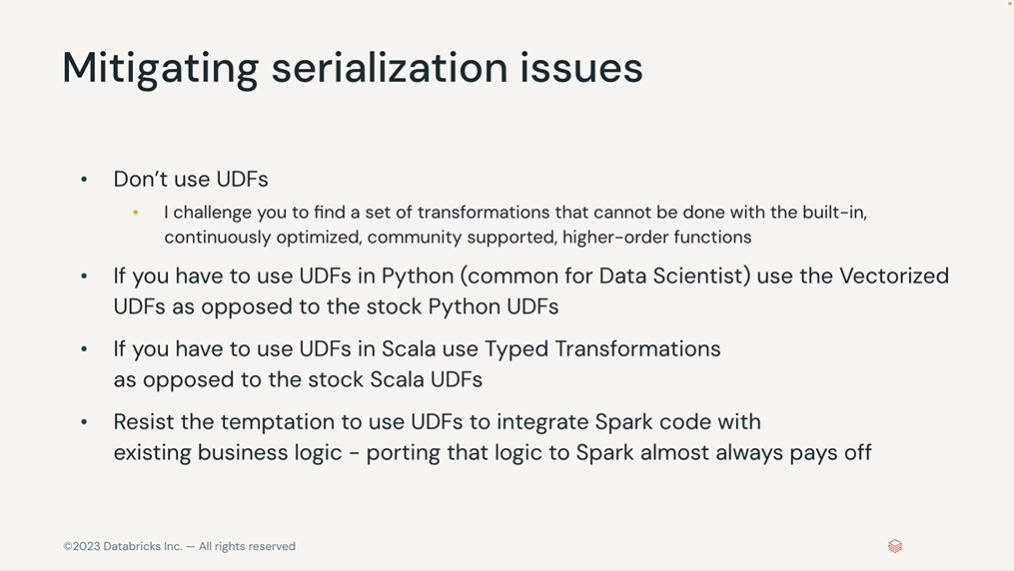 Mitigating serialization issues
• Don’t use UDFs
• I challenge you to find a set of transformations that cannot be done with the built-in,
continuously optimized, community supported, higher-order functions
• If you have to use UDFs in Python (common for Data Scientist) use the Vectorized
UDFs as opposed to the stock Python UDFs
• If you have to use UDFs in Scala use Typed Transformations
as opposed to the stock Scala UDFs
• Resist the temptation to use UDFs to integrate Spark code with
existing business logic - porting that logic to Spark almost always pays off
©2023 Databricks Inc. — All rights reserved